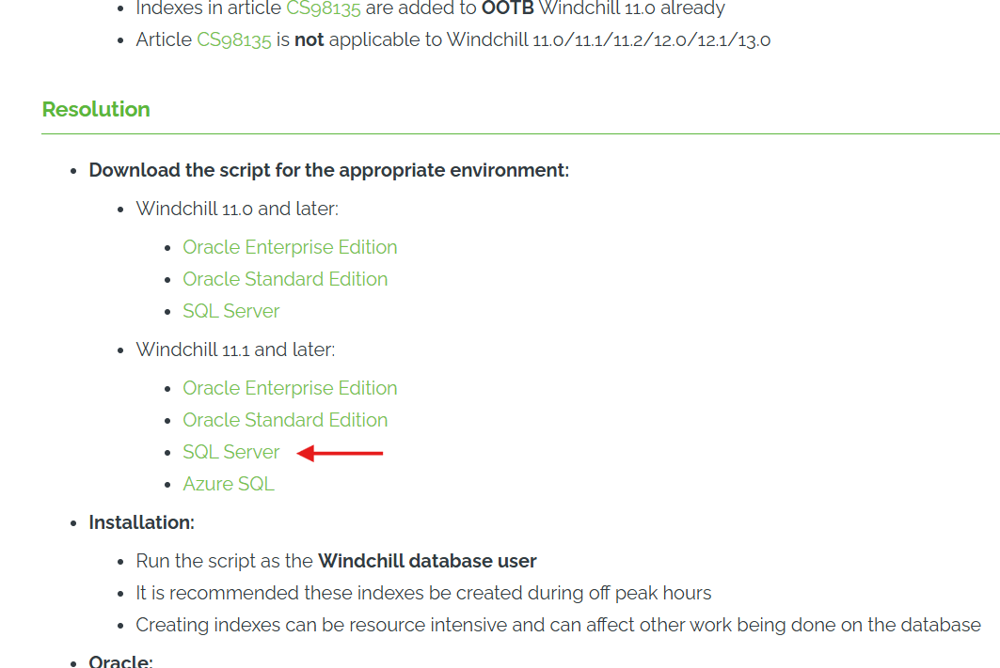 Indexes in article CS98135 are added to OOTB Windchill 11.0 already
Article CS98135 is not applicable to Windchill 11.0/11.1/11.2/12.0/12.1/13.0
Resolution
Download the script for the appropriate environment:
Windchill 11.0 and later:
Oracle Enterprise Edition
Oracle Standard Edition
SQL Server
Windchill 11.1 and later:
Oracle Enterprise Edition
Oracle Standard Edition
SQL Server
Azure SQL
Installation:
Run the script as the Windchill database user
It is recommended these indexes be created during off peak hours
Creating indexes can be resource intensive and can affect other work being done on the database
Oracle: